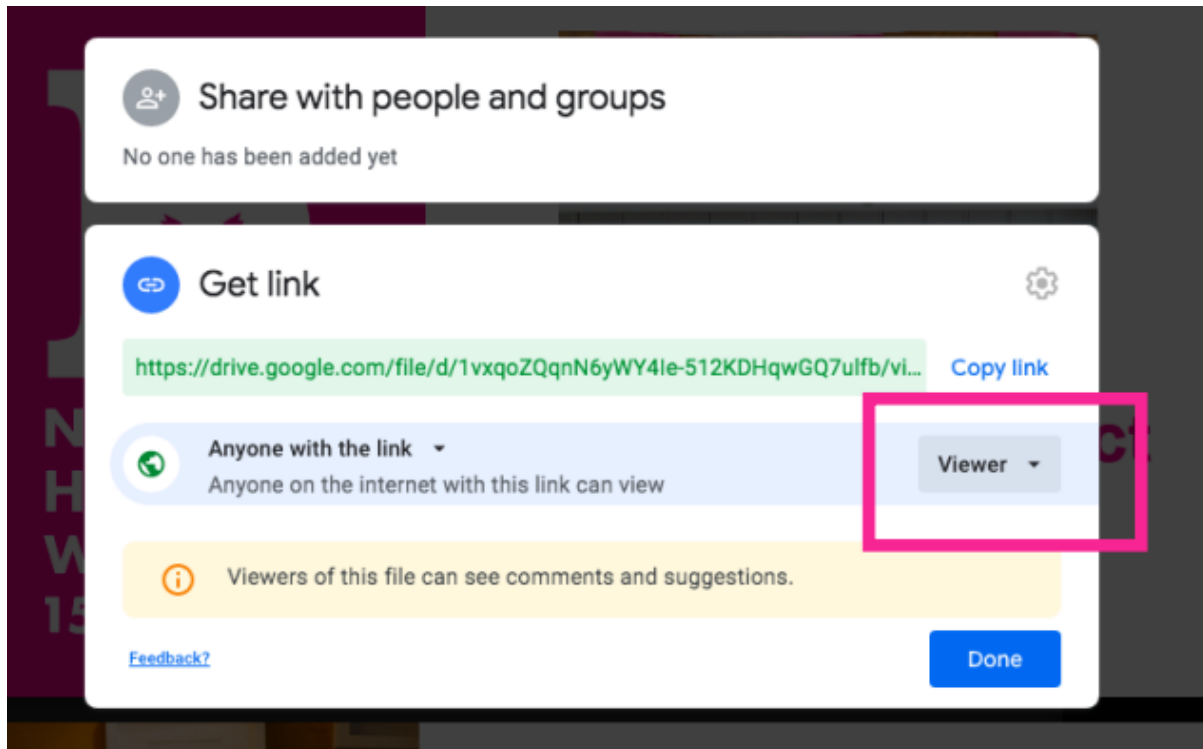 Share with people and groups
No one has been added yet
Get link
https://drive.google.com/file/d/1vxqoZQqnN6yWY4Ie-512KDHqwGQ7ulfb/vi... Copy link
Anyone with the link
Anyone on the internet with this link can view
Viewer
Viewers of this file can see comments and suggestions.
Feedback?
Done
N
H
W
15
ct